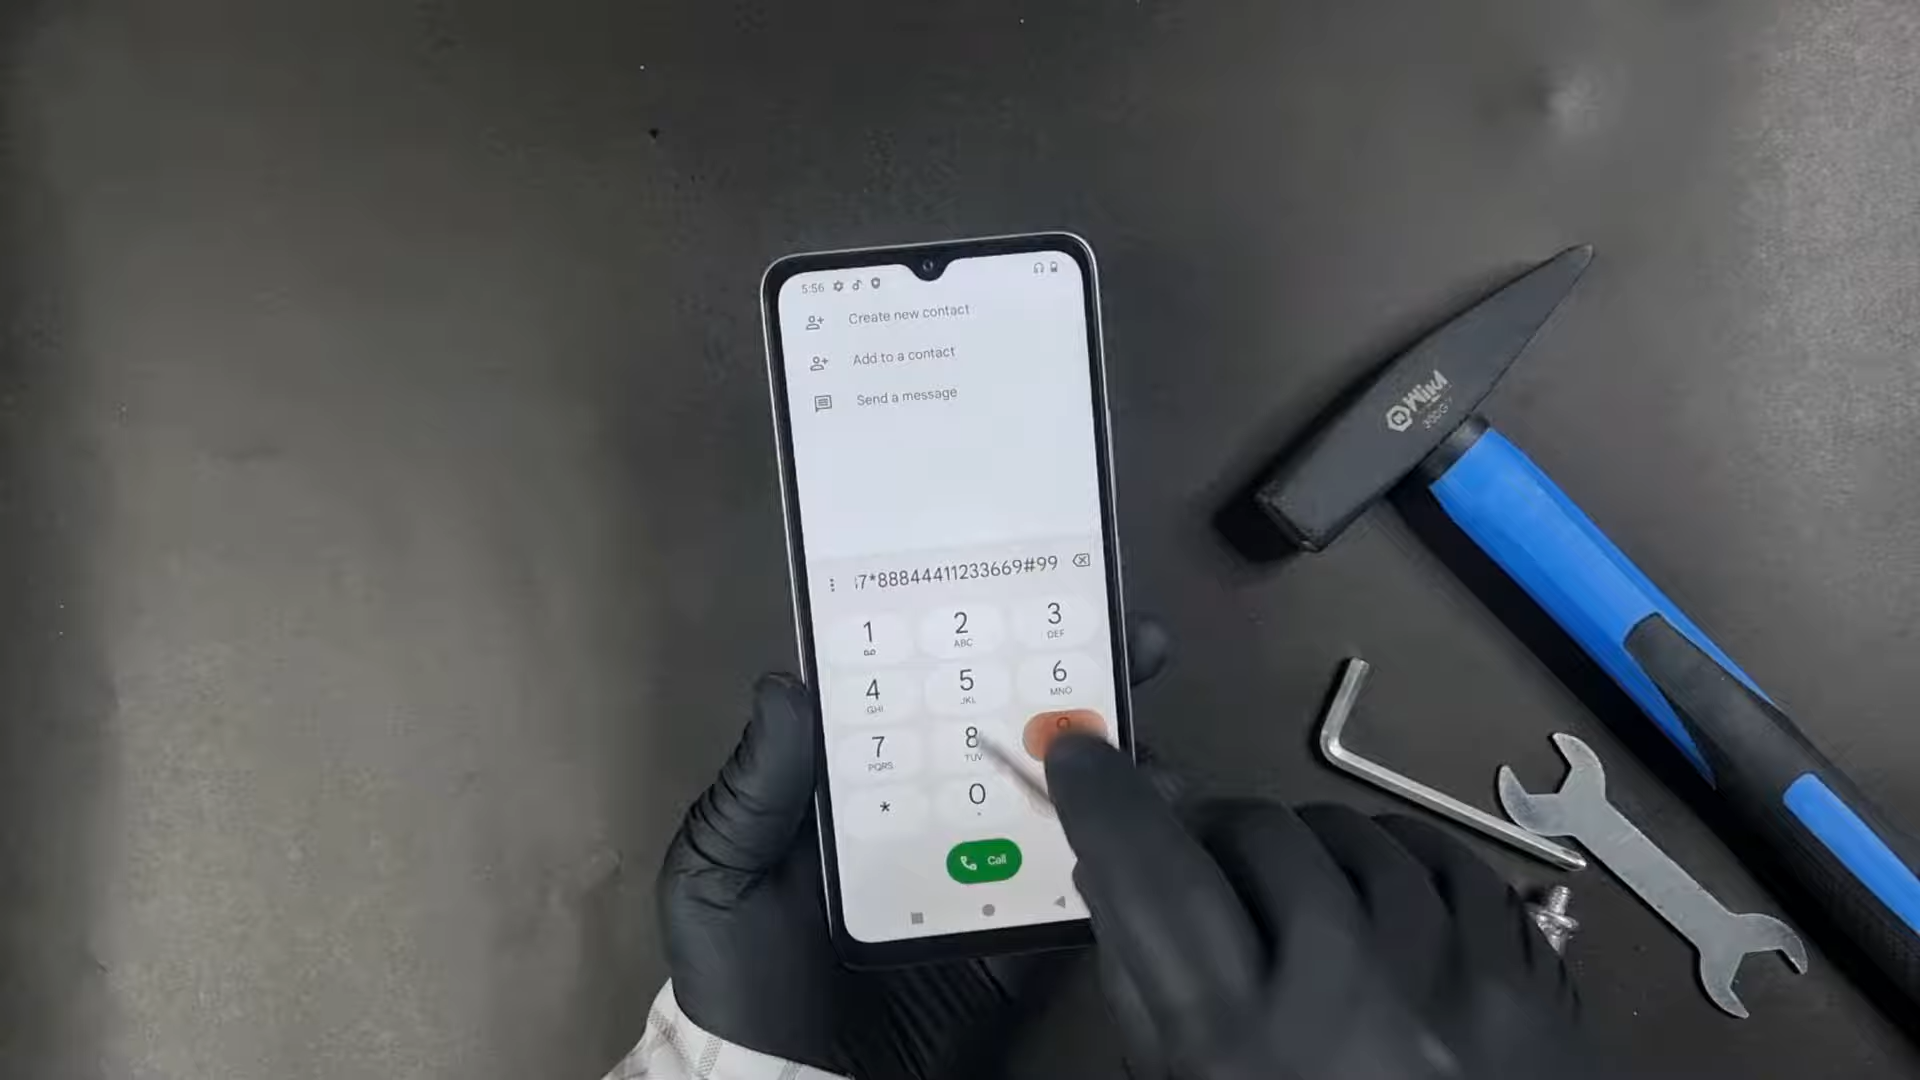 5:56
Create new contact
Add to a contact
Send a message
7*88844411233669#99
1
2
ABC
3
DEF
4
GHI
5
JKL
6
MNO
7
PQRS
8
TUV
*
0
Call